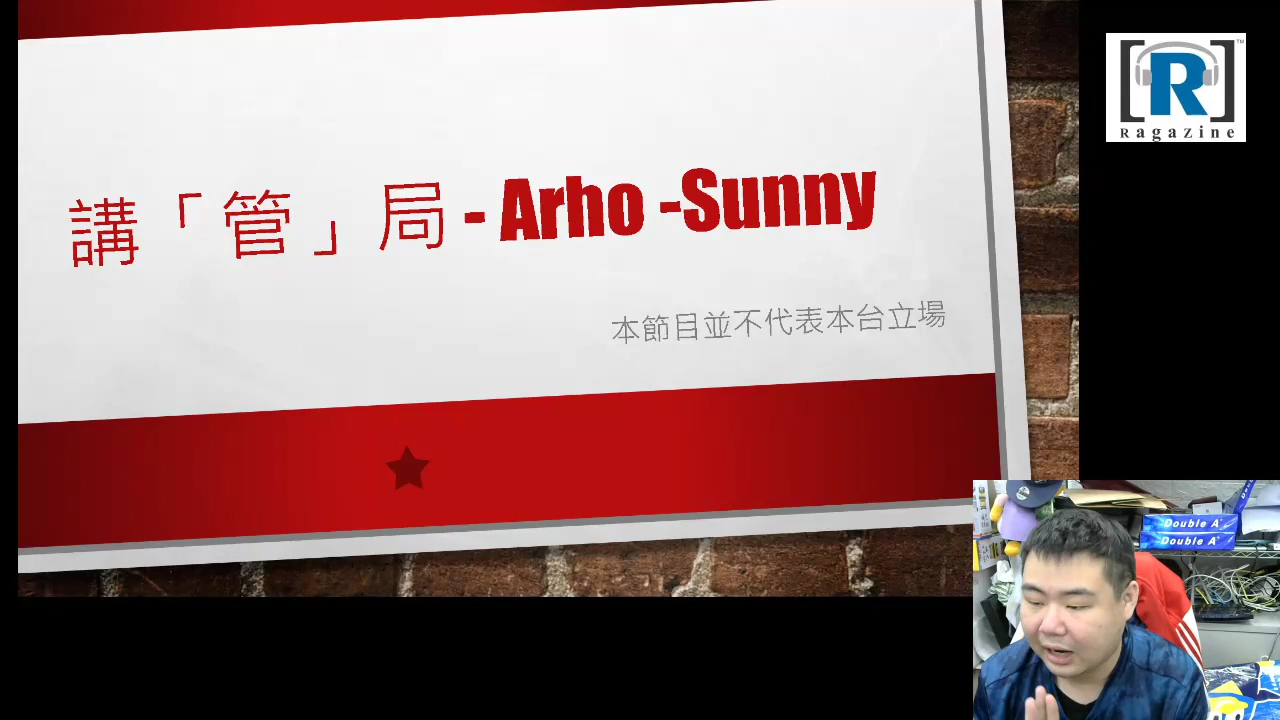 講「管」局 - Arho -Sunny
本節目並不代表本台立場
[R]™
Ragazine
Double A
Double A